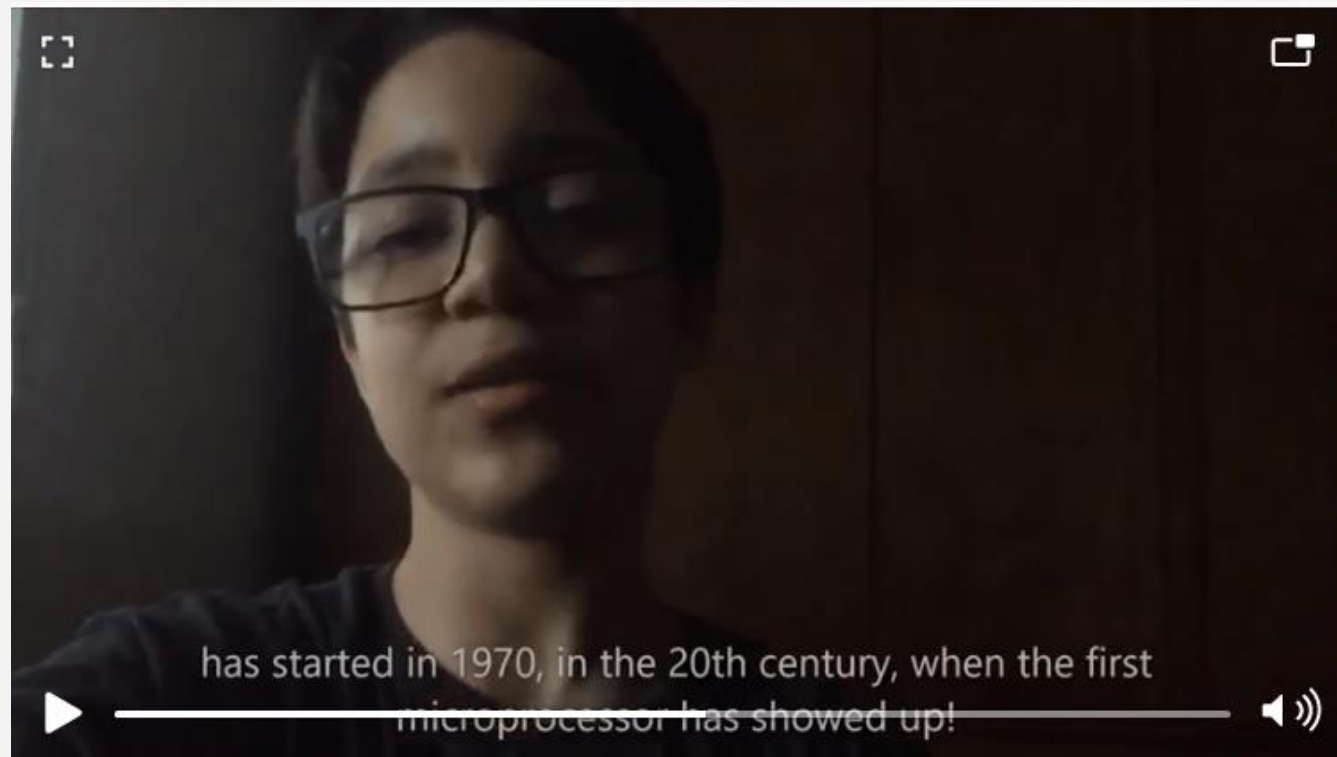 has started in 1970, in the 20th century, when the first
microprocessor has showed up!